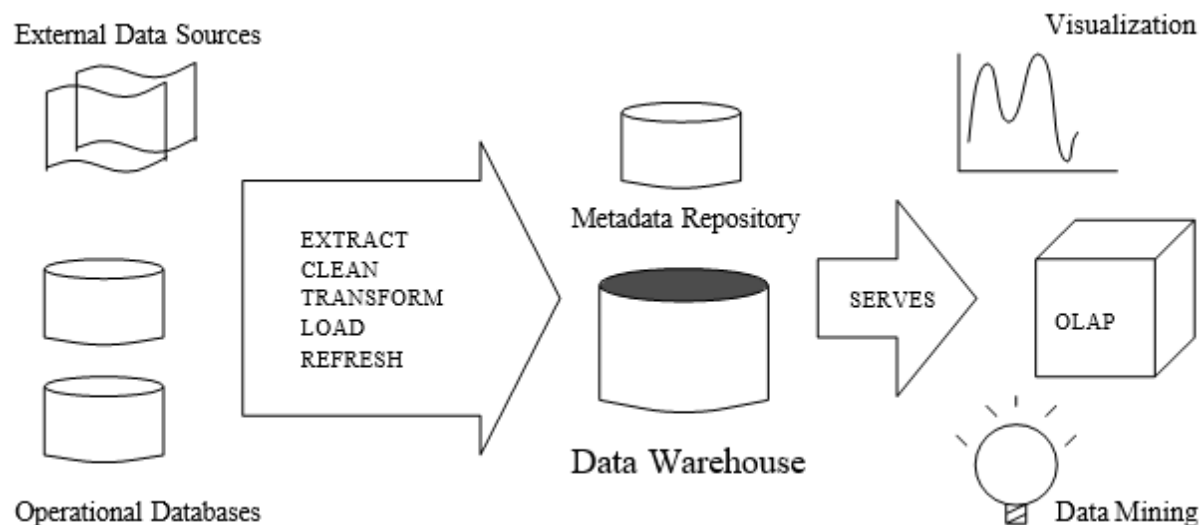 External Data Sources
Visualization
Metadata Repository
EXTRACT
CLEAN
TRANSFORM
LOAD
REFRESH
SERVES
OLAP
Data Warehouse
Operational Databases
Data Mining